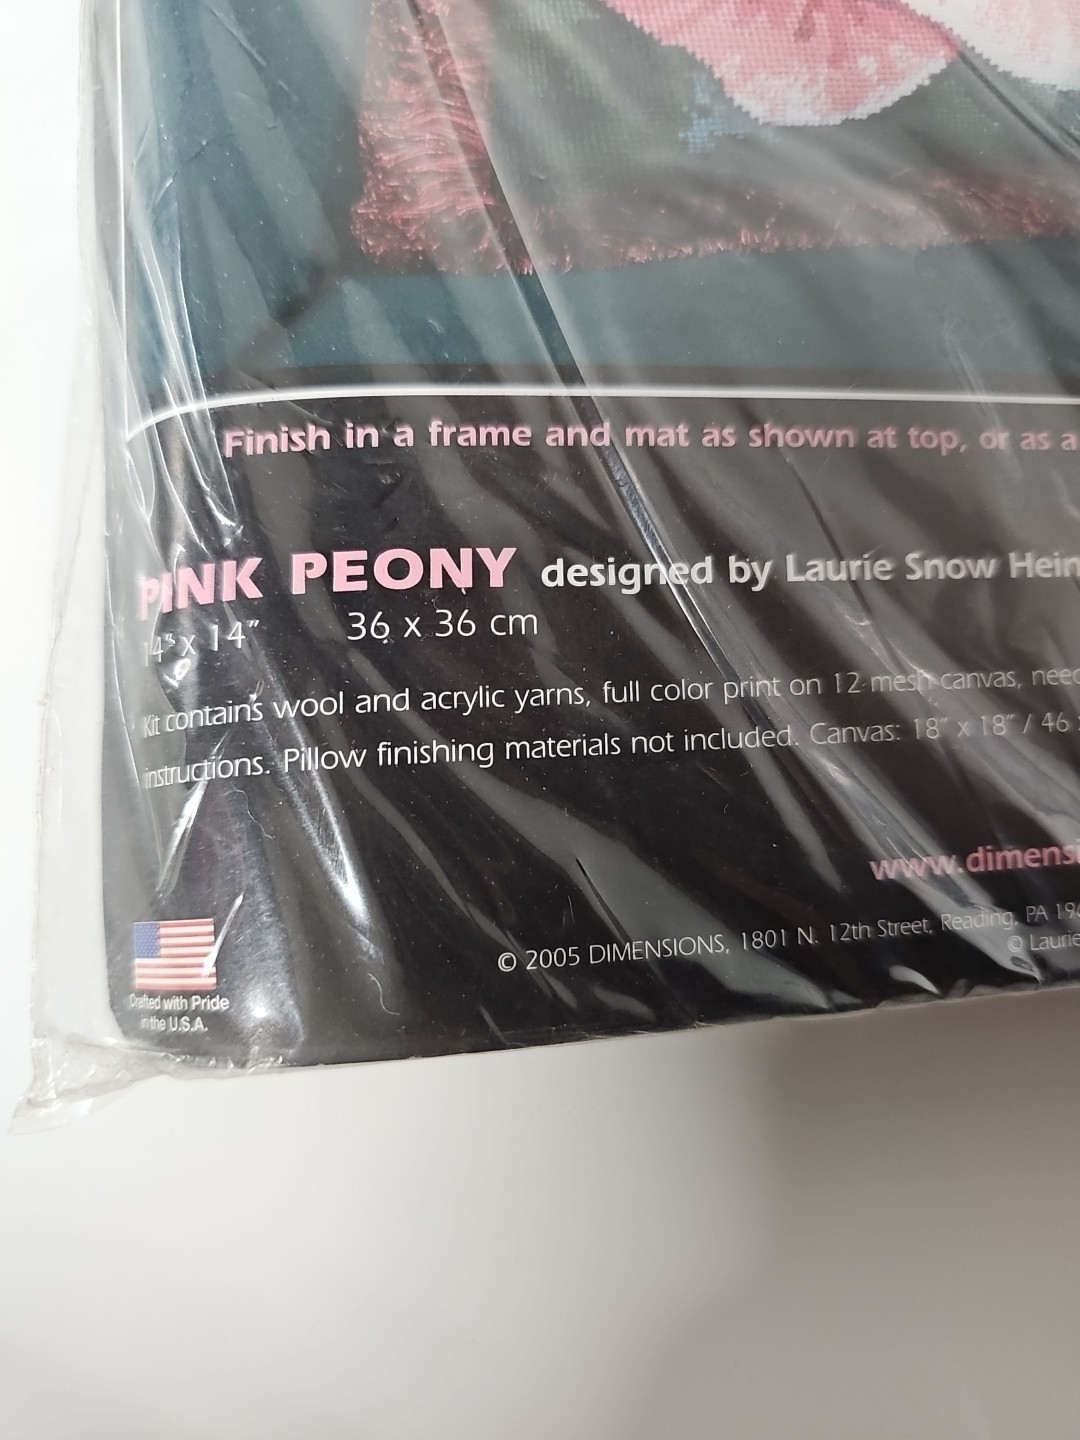 Finish in a frame and mat as shown at top, or as a
PINK PEONY designed by Laurie Snow Hein
14" x 14" 36 x 36 cm
Kit contains wool and acrylic yarns, full color print on 12 mesh canvas, need
instructions. Pillow finishing materials not included. Canvas: 18" x 18" / 46
www.dimensi
© 2005 DIMENSIONS, 1801 N. 12th Street, Reading, PA 196
© Laurie
Crafted with Pride
in the U.S.A.